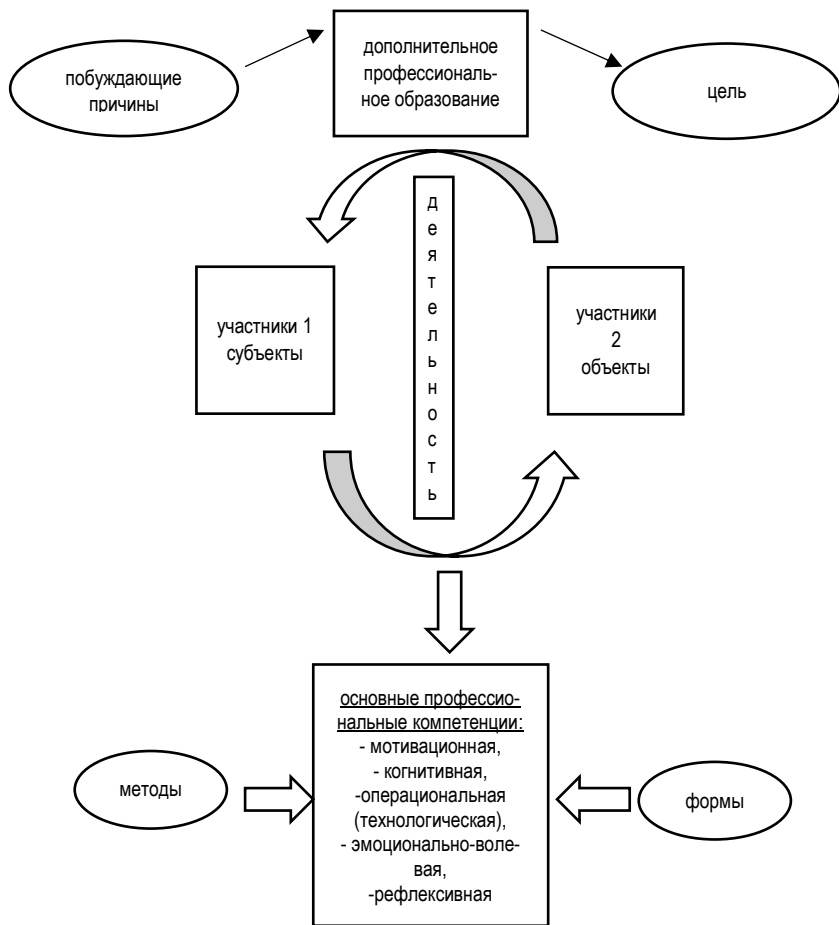 побуждающие
причины
дополнительное
профессиональ-
ное образование
цель
деятельность
участники 1
субъекты
участники
2
объекты
основные профессио-
нальные компетенции:
- мотивационная,
- когнитивная,
-операциональная
(технологическая),
- эмоционально-воле-
вая,
-рефлексивная
методы
формы